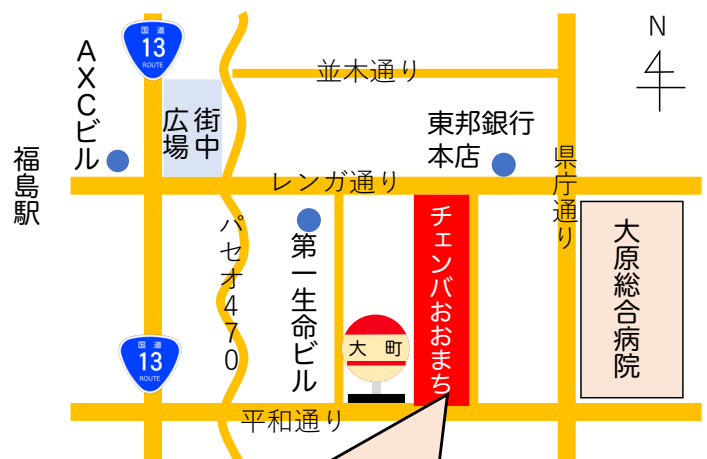 N
国道
13
ROUTE
AXCビル
街中
広場
並木通り
東邦銀行
本店
福島駅
レンガ通り
県庁通り
パセオ470
第一生命ビル
大町
チェンバおおまち
大原総合病院
国道
13
ROUTE
平和通り